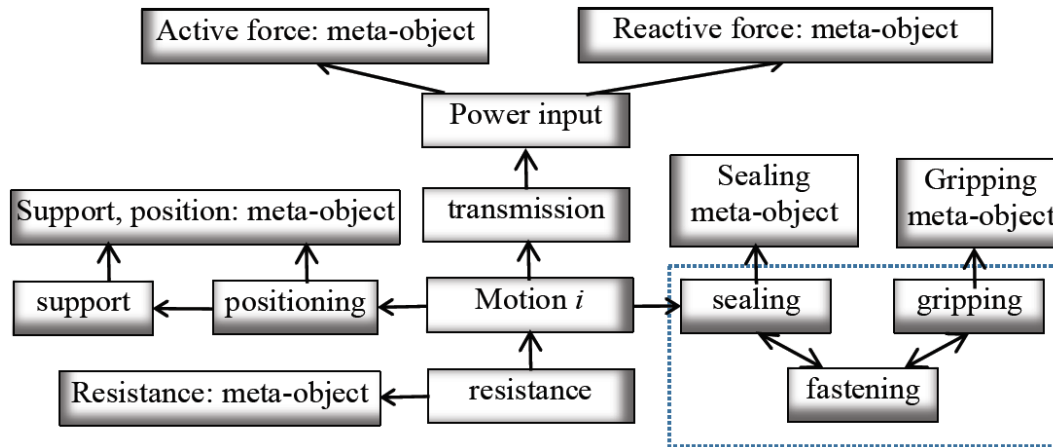 Active force: meta-object
Reactive force: meta-object
Power input
Sealing
meta-object
Gripping
meta-object
Support, position: meta-object
transmission
support
positioning
Motion i
sealing
gripping
Resistance: meta-object
resistance
fastening